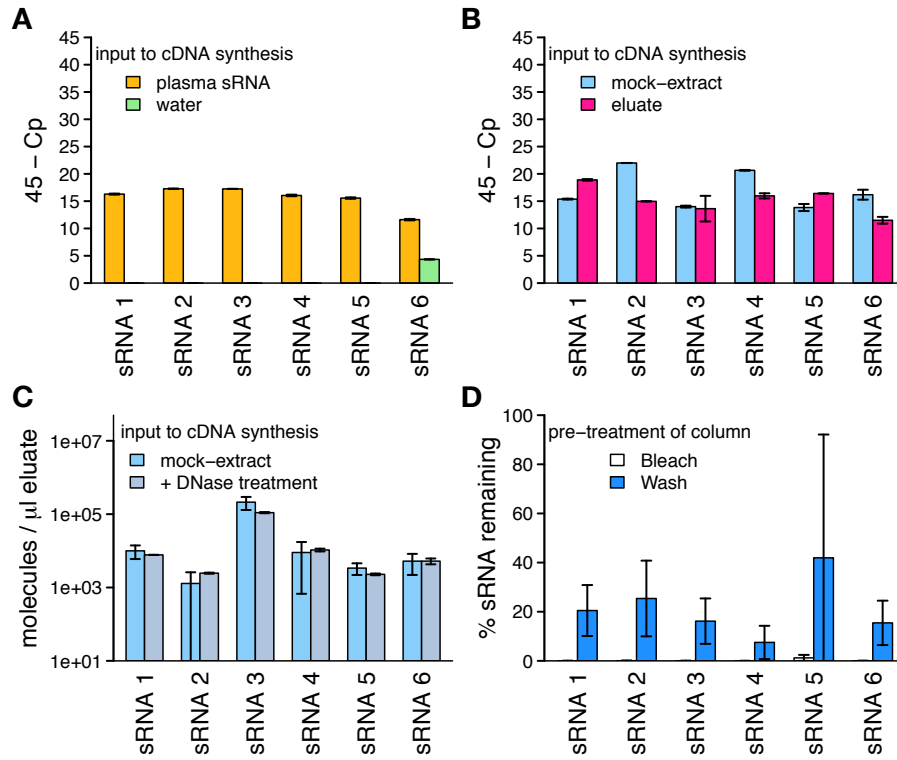 A
45 − Cp
45
40
35
30
25
20
15
10
5
0
input to cDNA synthesis
plasma sRNA
water
sRNA 1
sRNA 2
sRNA 3
sRNA 4
sRNA 5
sRNA 6
B
45 − Cp
45
40
35
30
25
20
15
10
5
0
input to cDNA synthesis
mock−extract
eluate
sRNA 1
sRNA 2
sRNA 3
sRNA 4
sRNA 5
sRNA 6
C
molecules / μl eluate
1e+07
1e+05
1e+03
1e+01
input to cDNA synthesis
mock−extract
+ DNase treatment
sRNA 1
sRNA 2
sRNA 3
sRNA 4
sRNA 5
sRNA 6
D
% sRNA remaining
100
80
60
40
20
0
pre−treatment of column
Bleach
Wash
sRNA 1
sRNA 2
sRNA 3
sRNA 4
sRNA 5
sRNA 6